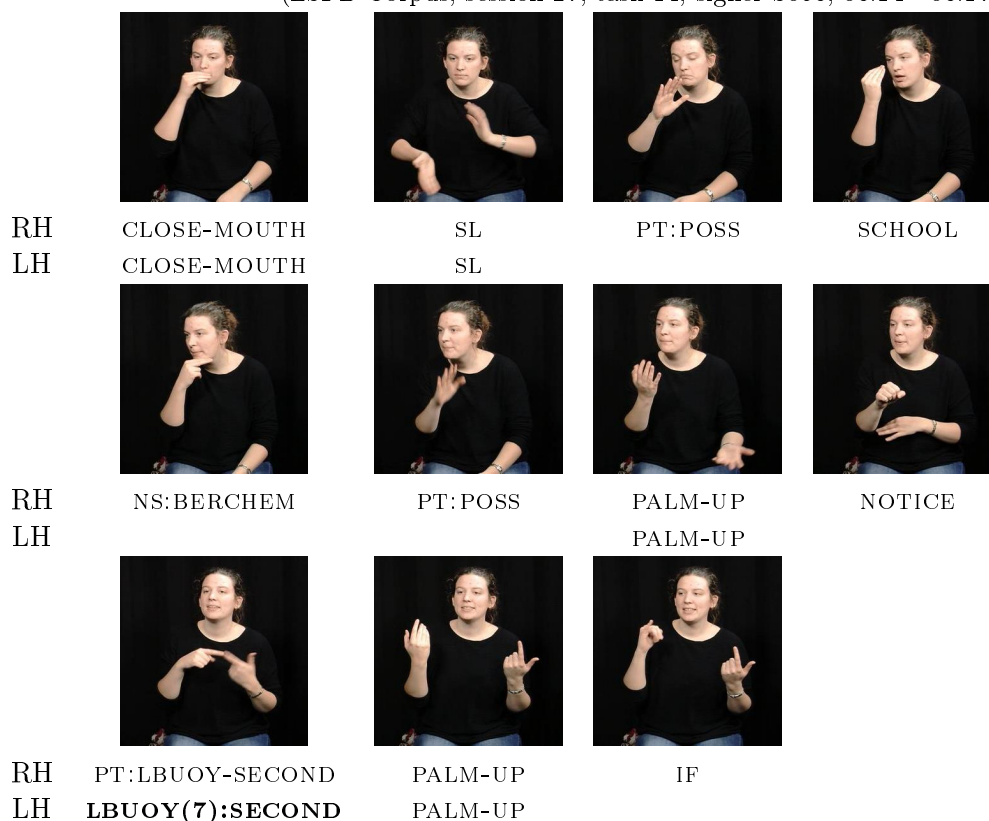 RH CLOSE-MOUTH SL PT:POSS SCHOOL
LH CLOSE-MOUTH SL
RH NS:BERCHEM PT:POSS PALM-UP NOTICE
LH PALM-UP
RH PT:LBUOY-SECOND PALM-UP IF
LH LBUOY(7):SECOND PALM-UP